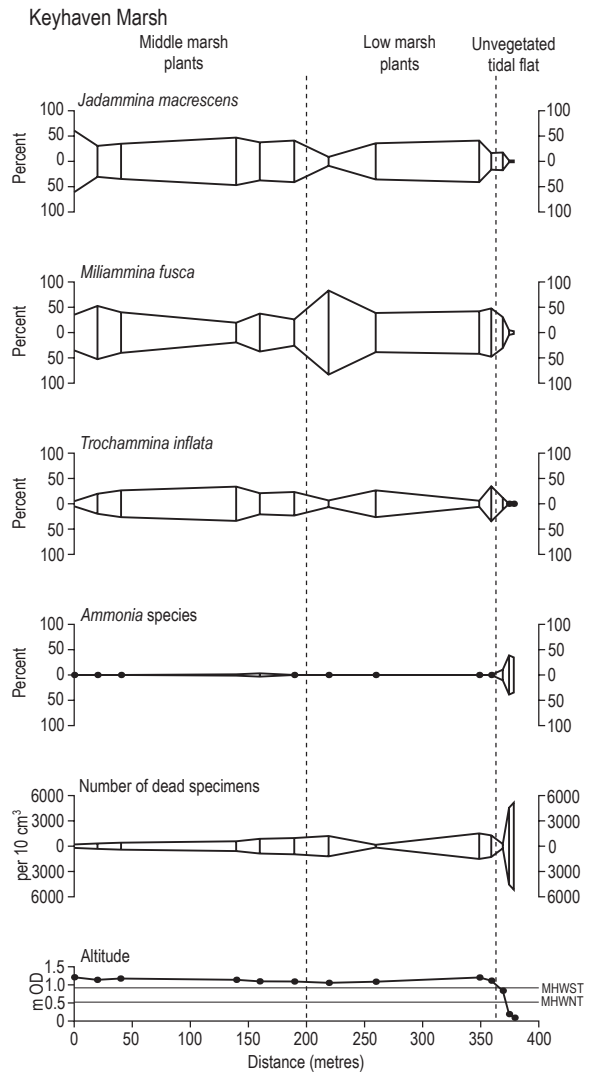 Keyhaven Marsh
Middle marsh plants
Low marsh plants
Unvegetated tidal flat
Jadammina macrescens
Percent
100
50
0
50
100
100
50
0
50
100
Miliammina fusca
Percent
100
50
0
50
100
100
50
0
50
100
Trochammina inflata
Percent
100
50
0
50
100
100
50
0
50
100
Ammonia species
Percent
100
50
0
50
100
100
50
0
50
100
Number of dead specimens
per 10 cm³
6000
3000
0
3000
6000
6000
3000
0
3000
6000
Altitude
m OD
1.5
1.0
0.5
0
MHWST
MHWNT
0 50 100 150 200 250 300 350 400
Distance (metres)